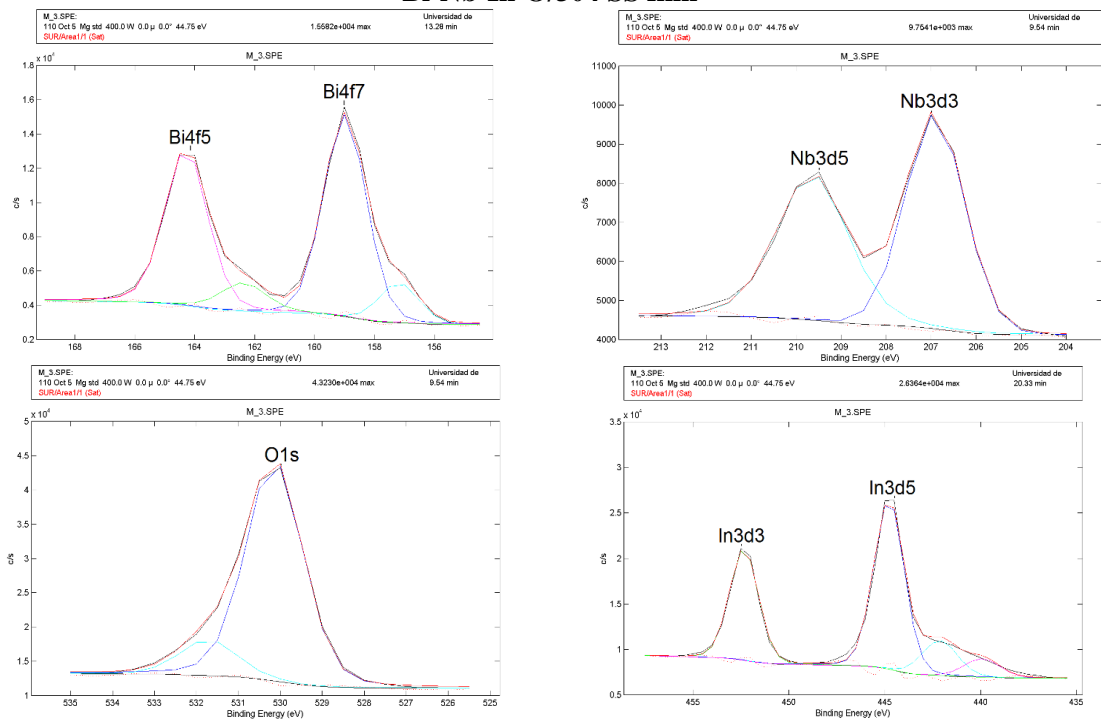 M_3.SPE:
110 Oct 5 Mg std 400.0 W 0.0 µ 0.0° 44.75 eV 1.5582e+004 max
Universidad de
13.28 min
SUR/Area1/1 (Sat)
M_3.SPE
x 10⁴
1.8
1.6
1.4
1.2
1
0.8
0.6
0.4
0.2
c/s
Bi4f5
Bi4f7
168 166 164 162 160 158 156
Binding Energy (eV)
M_3.SPE:
110 Oct 5 Mg std 400.0 W 0.0 µ 0.0° 44.75 eV 9.7541e+003 max
Universidad de
9.54 min
SUR/Area1/1 (Sat)
M_3.SPE
11000
10000
9000
8000
7000
6000
5000
4000
c/s
Nb3d5
Nb3d3
213 212 211 210 209 208 207 206 205 204
Binding Energy (eV)
M_3.SPE:
110 Oct 5 Mg std 400.0 W 0.0 µ 0.0° 44.75 eV 4.3230e+004 max
Universidad de
9.54 min
SUR/Area1/1 (Sat)
M_3.SPE
x 10⁴
5
4.5
4
3.5
3
2.5
2
1.5
1
c/s
O1s
535 534 533 532 531 530 529 528 527 526 525
Binding Energy (eV)
M_3.SPE:
110 Oct 5 Mg std 400.0 W 0.0 µ 0.0° 44.75 eV 2.6364e+004 max
Universidad de
20.33 min
SUR/Area1/1 (Sat)
M_3.SPE
x 10⁴
3.5
3
2.5
2
1.5
1
0.5
c/s
In3d3
In3d5
455 450 445 440 435
Binding Energy (eV)